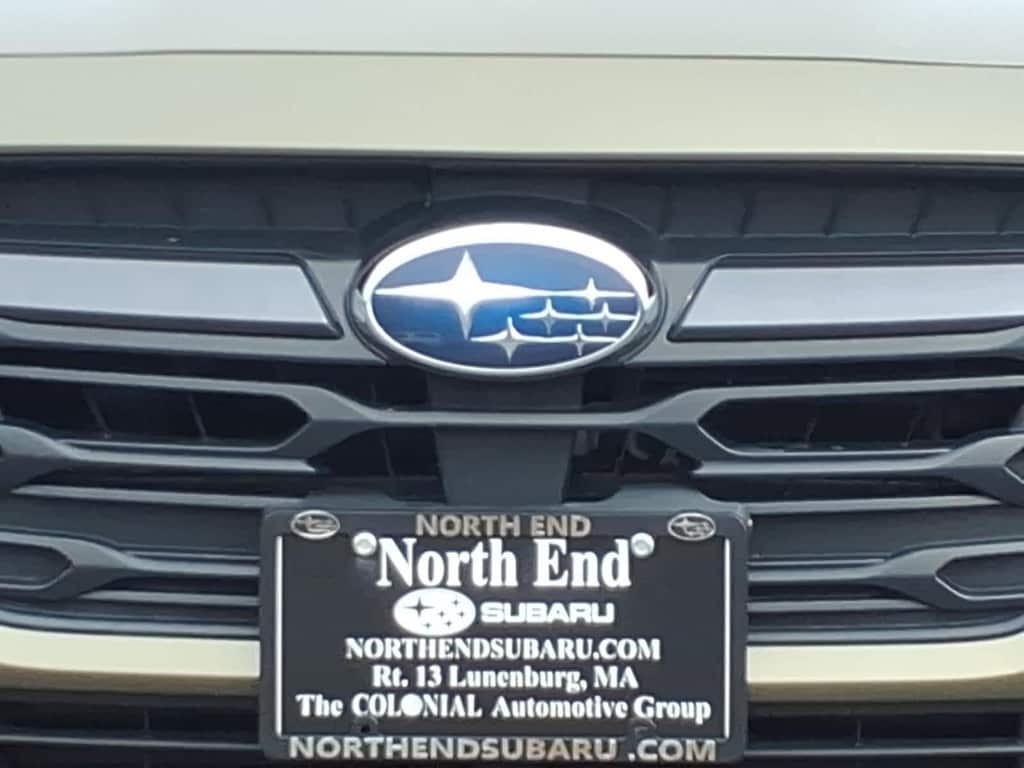 NORTH END
North End
SUBARU
NORTHENDSUBARU.COM
Rt. 13 Lunenburg, MA
The COLONIAL Automotive Group
NORTHENDSUBARU.COM